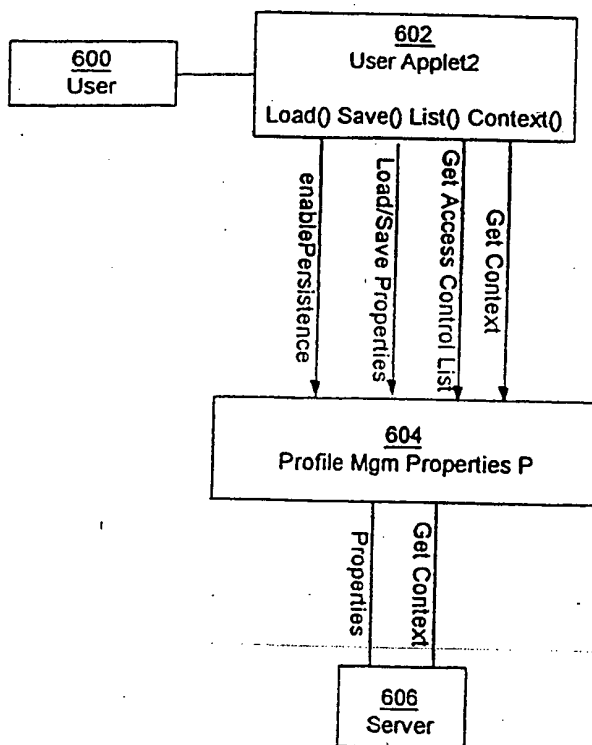 600
User
602
User Applet2
Load() Save() List() Context()
enablePersistence
Load/Save Properties
Get Access Control List
Get Context
604
Profile Mgm Properties P
Properties
Get Context
606
Server